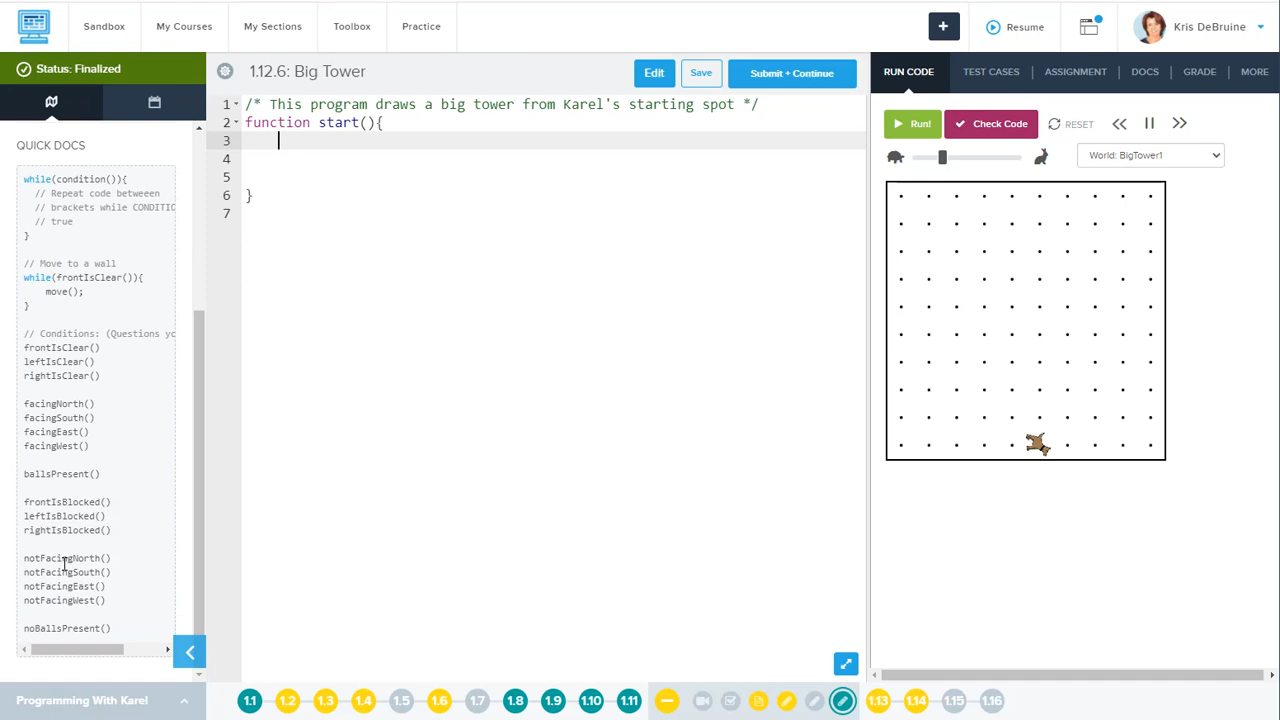 Sandbox
My Courses
My Sections
Toolbox
Practice
+
Resume
Kris DeBruine
Status: Finalized
1.12.6: Big Tower
Edit
Save
Submit + Continue
RUN CODE
TEST CASES
ASSIGNMENT
DOCS
GRADE
MORE
QUICK DOCS
while(condition()){
// Repeat code betweeen
// brackets while CONDITIC
// true
}
// Move to a wall
while(frontIsClear()){
move();
}
// Conditions: (Questions yc
frontIsClear()
leftIsClear()
rightIsClear()
facingNorth()
facingSouth()
facingEast()
facingWest()
ballsPresent()
frontIsBlocked()
leftIsBlocked()
rightIsBlocked()
notFacingNorth()
notFacingSouth()
notFacingEast()
notFacingWest()
noBallsPresent()
1 /* This program draws a big tower from Karel's starting spot */
2 function start(){
3
4
5
6 }
7
Run!
Check Code
RESET
World: BigTower1
Programming With Karel
1.1 1.2 1.3 1.4 1.5 1.6 1.7 1.8 1.9 1.10 1.11 1.13 1.14 1.15 1.16